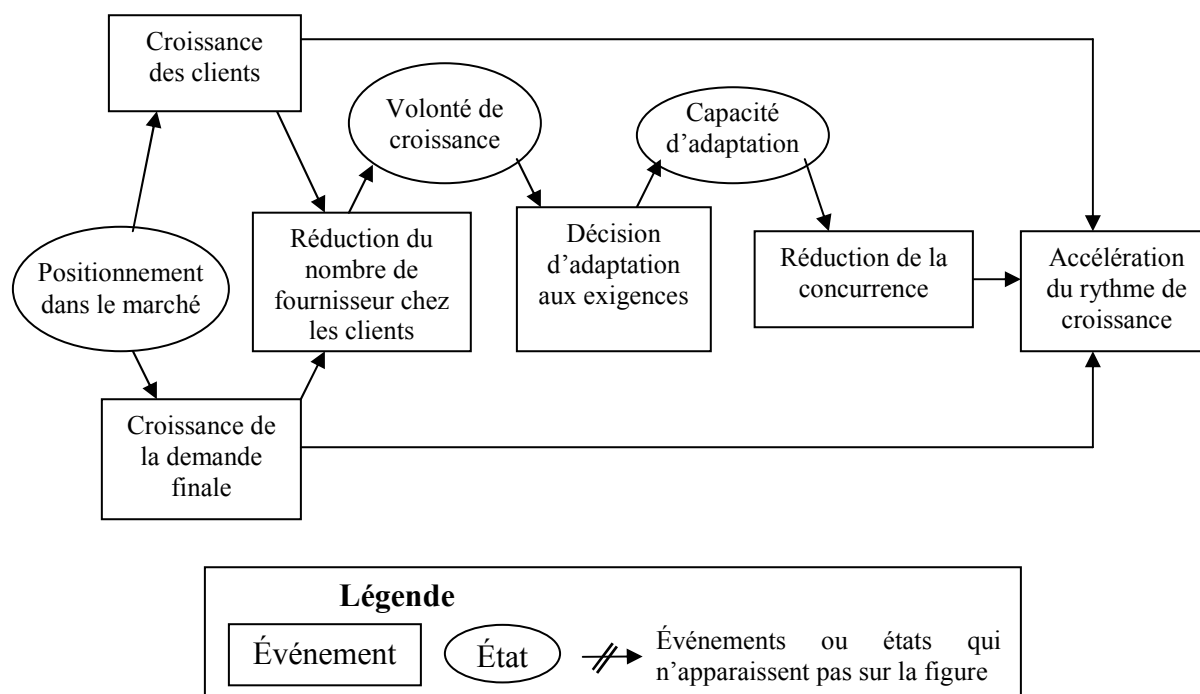 Croissance
des clients
Volonté de
croissance
Capacité
d’adaptation
Positionnement
dans le marché
Réduction du
nombre de
fournisseur chez
les clients
Décision
d’adaptation
aux exigences
Réduction de la
concurrence
Accélération
du rythme de
croissance
Croissance de
la demande
finale
Légende
Événement
État
Événements ou états qui
n’apparaissent pas sur la figure